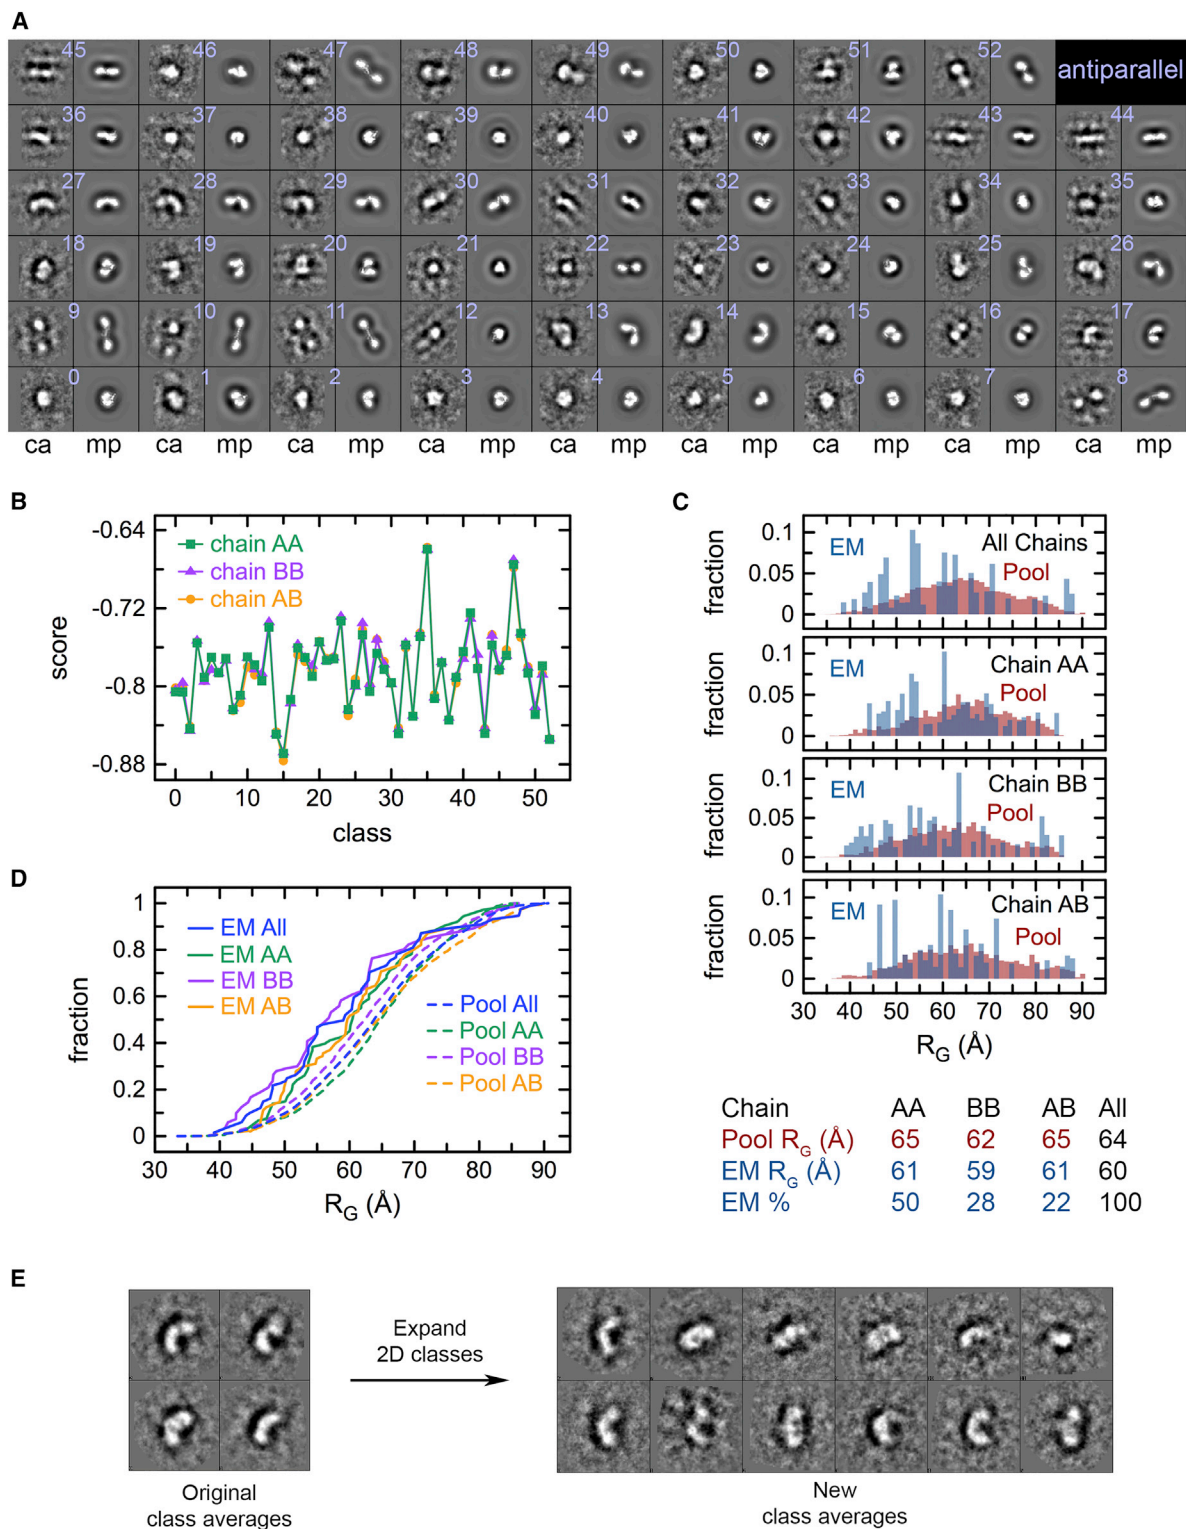 A
45 46 47 48 49 50 51 52 antiparallel
36 37 38 39 40 41 42 43 44
27 28 29 30 31 32 33 34 35
18 19 20 21 22 23 24 25 26
9 10 11 12 13 14 15 16 17
0 1 2 3 4 5 6 7 8
ca mp ca mp ca mp ca mp ca mp ca mp ca mp ca mp ca mp
B
-0.64
-0.72
-0.8
-0.88
score
chain AA
chain BB
chain AB
0 10 20 30 40 50
class
C
0.1
0.05
0
fraction
EM
All Chains
Pool
0.1
0.05
0
fraction
EM
Chain AA
Pool
0.1
0.05
0
fraction
EM
Chain BB
Pool
0.1
0.05
0
fraction
EM
Chain AB
Pool
30 40 50 60 70 80 90
R_G (Å)
Chain AA BB AB All
Pool R_G (Å) 65 62 65 64
EM R_G (Å) 61 59 61 60
EM % 50 28 22 100
D
1
0.8
0.6
0.4
0.2
0
fraction
EM All
EM AA
EM BB
EM AB
Pool All
Pool AA
Pool BB
Pool AB
30 40 50 60 70 80 90
R_G (Å)
E
Expand
2D classes
Original
class averages
New
class averages